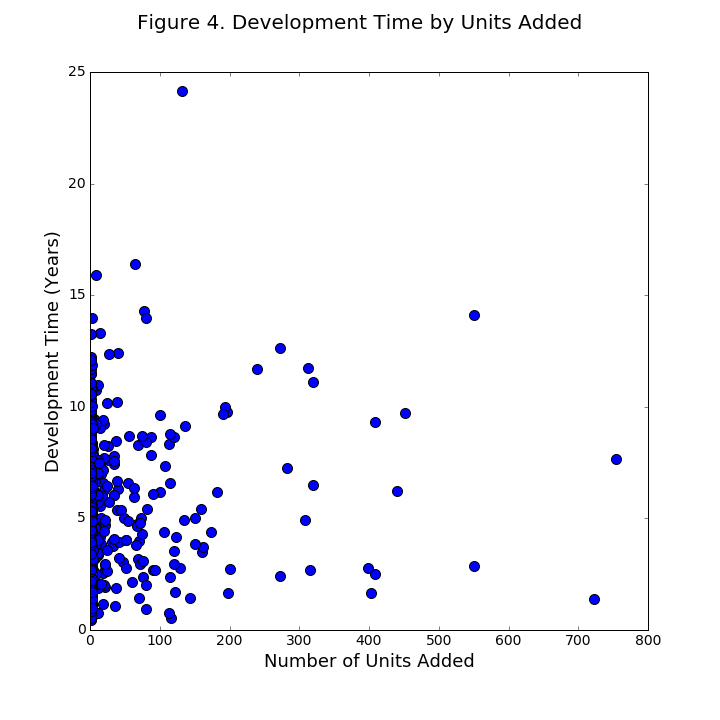 Figure 4. Development Time by Units Added
25
20
15
10
5
0
Development Time (Years)
0 100 200 300 400 500 600 700 800
Number of Units Added